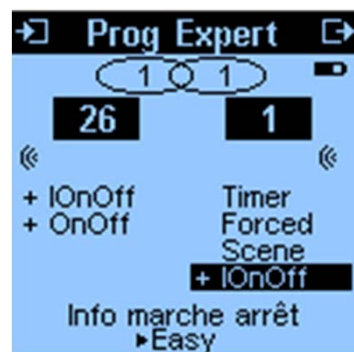 Prog Expert
1 1
26 1
+ IOnOff Timer
+ OnOff Forced
Scene
+ IOnOff
Info marche arrêt
▸Easy